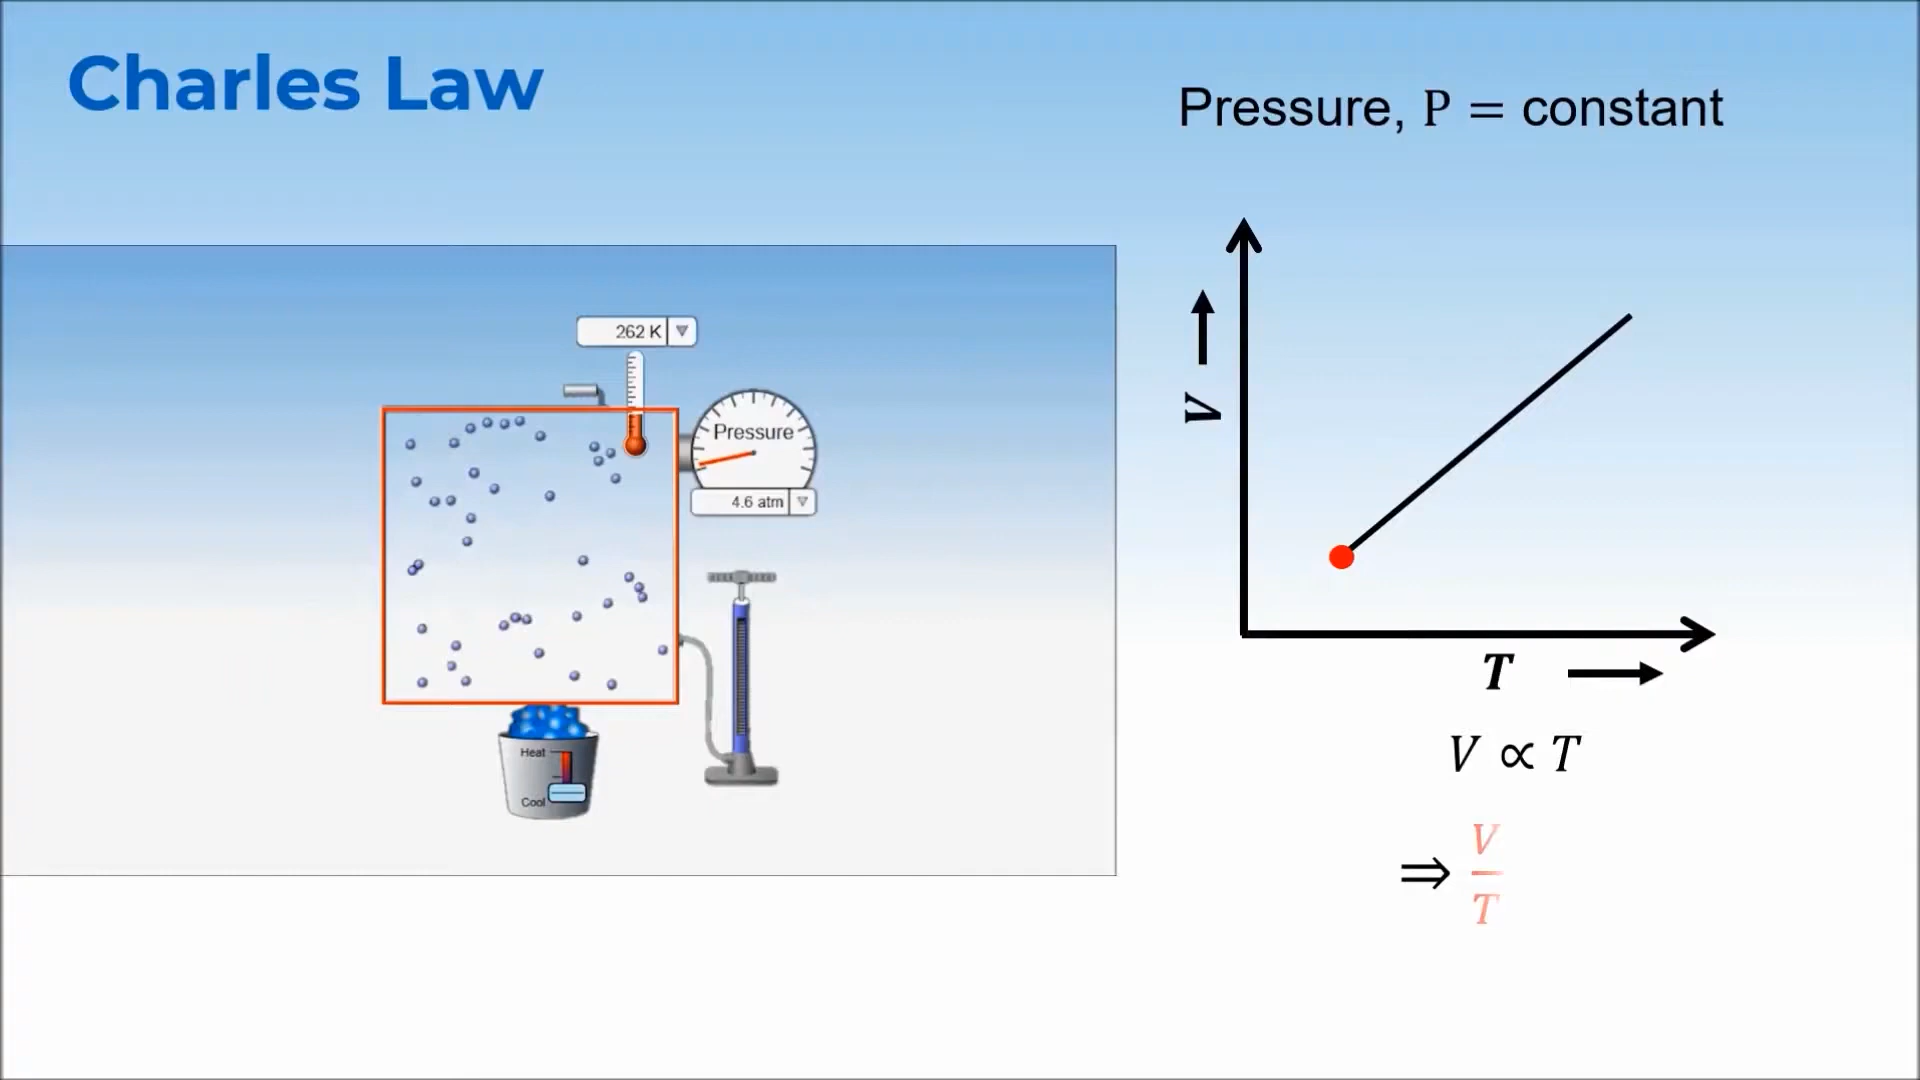 Charles Law
Pressure, P = constant
262 K
Pressure
4.6 atm
Heat
Cool
V
T
V ∝ T
⇒ V/T